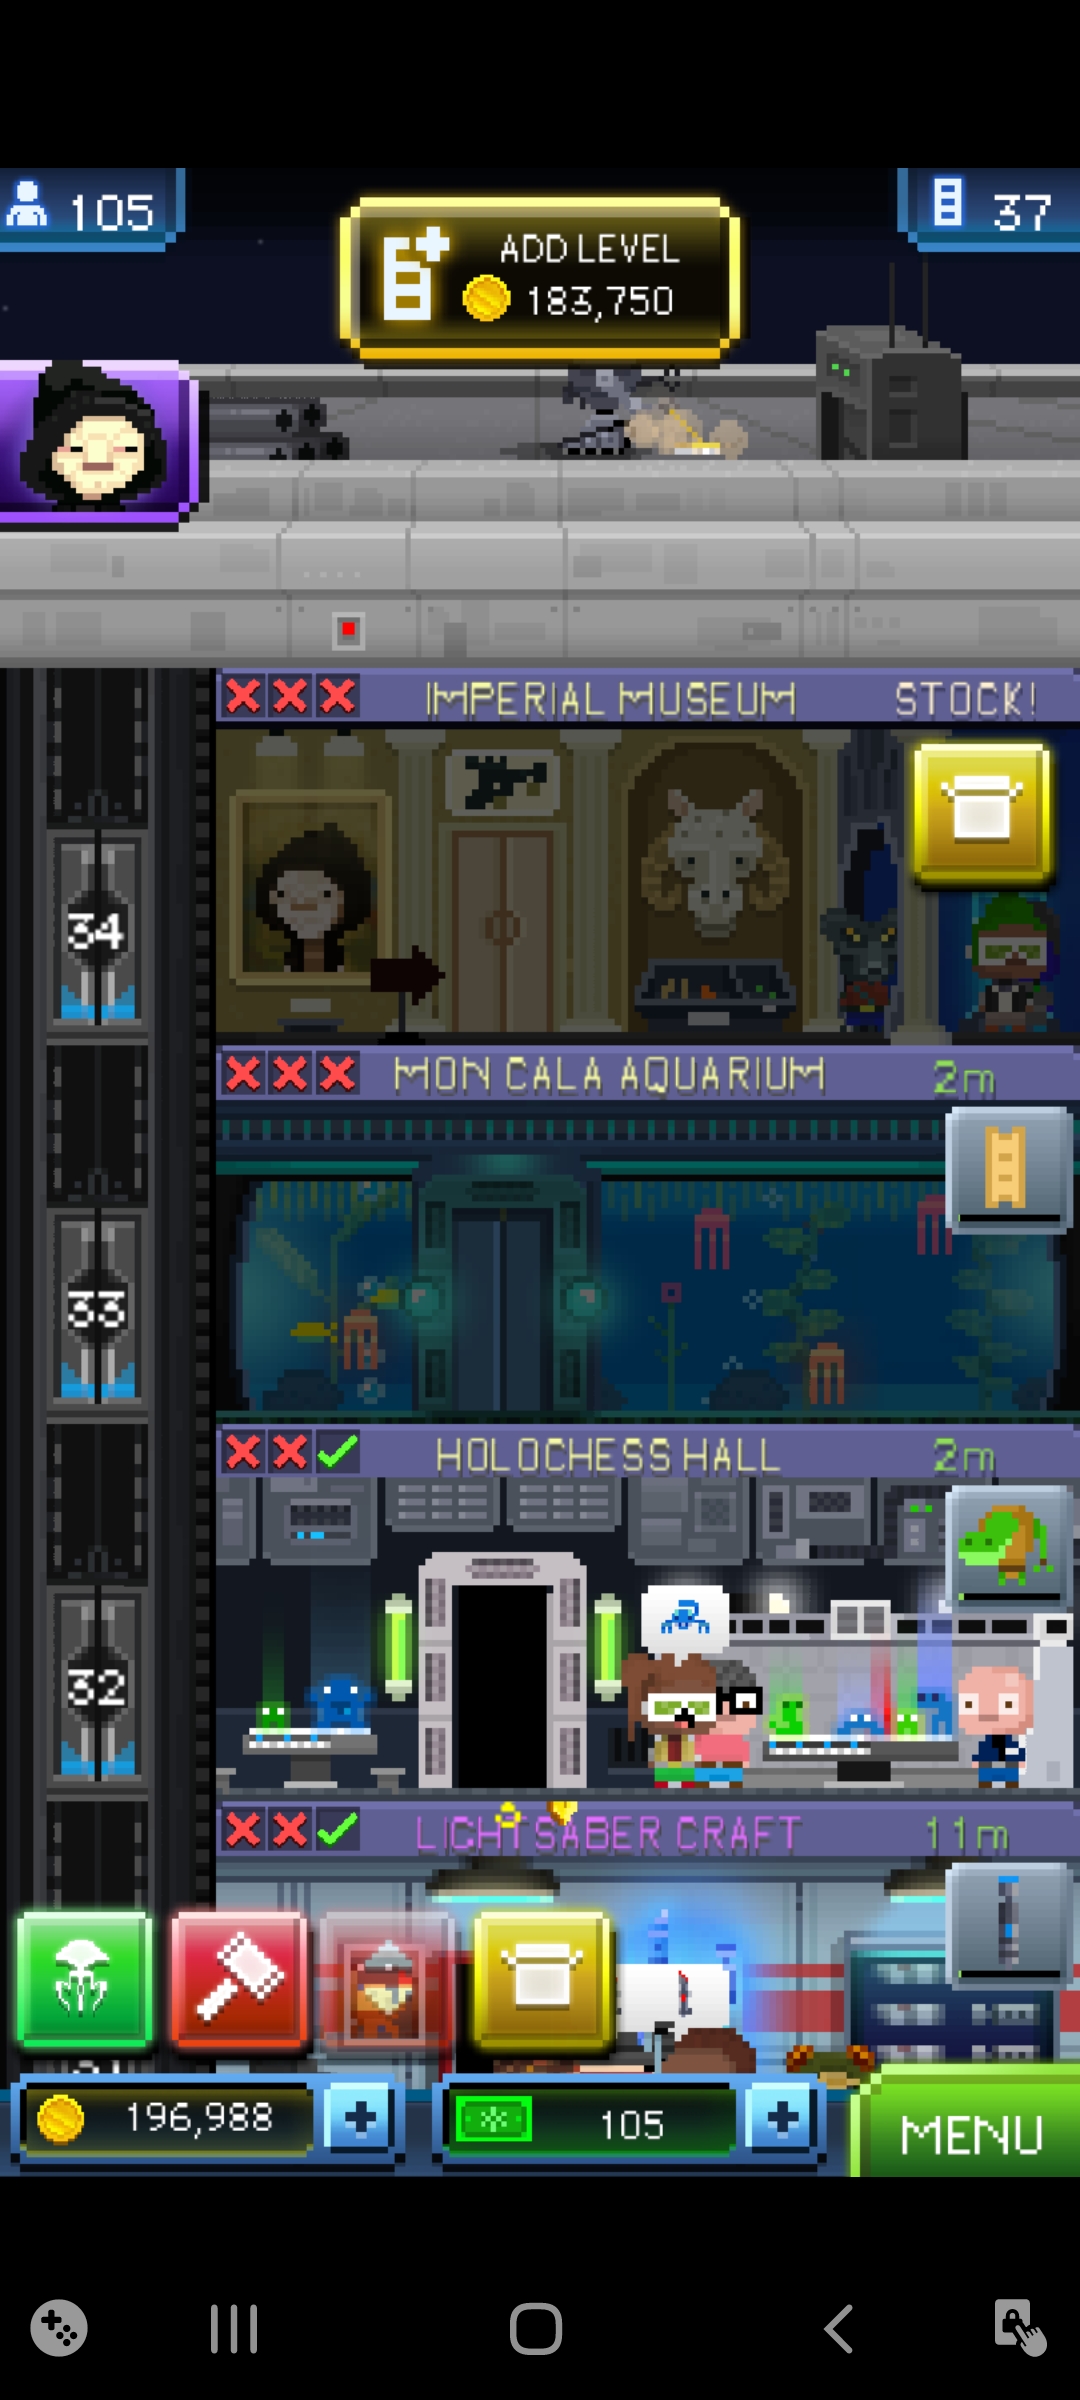 105
37
ADD LEVEL
183,750
IMPERIAL MUSEUM STOCK!
34
MON CALA AQUARIUM 2m
33
HOLOCHESS HALL 2m
32
LIGHTSABER CRAFT 11m
196,988
105
MENU